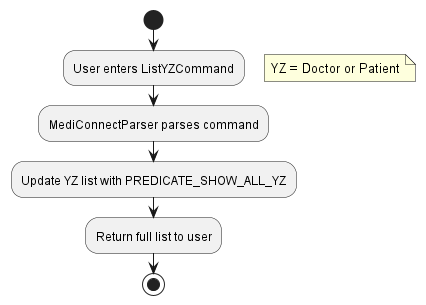 User enters ListYZCommand
YZ = Doctor or Patient
MediConnectParser parses command
Update YZ list with PREDICATE_SHOW_ALL_YZ
Return full list to user